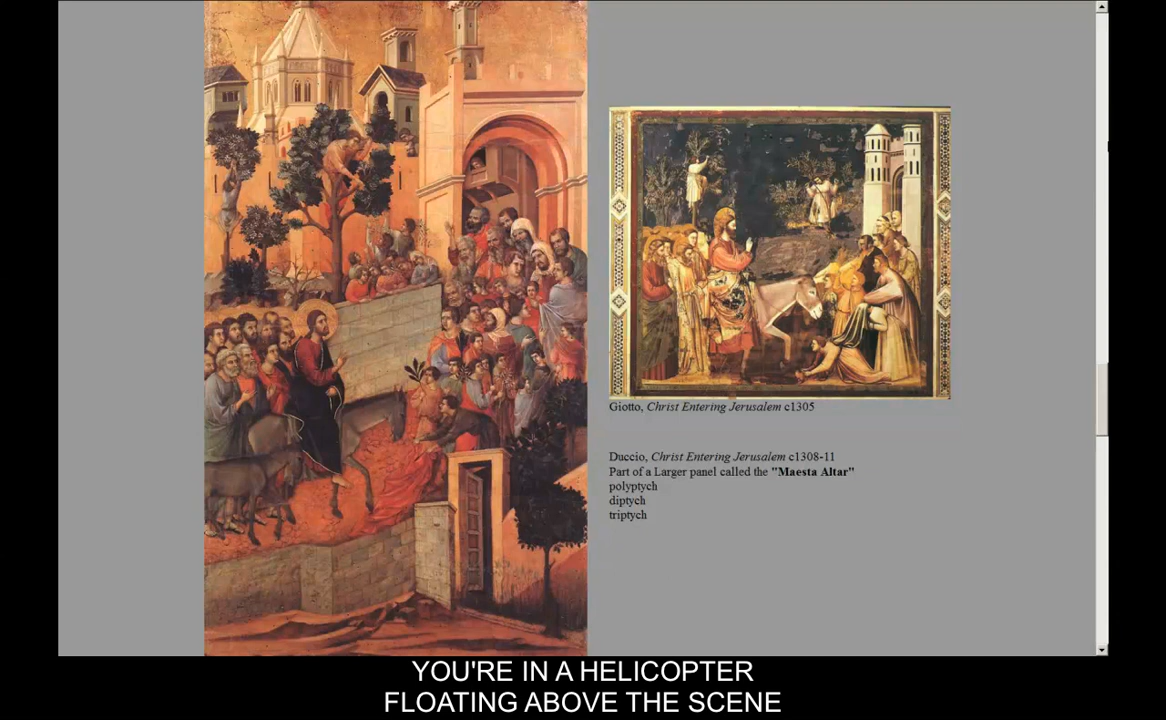 Giotto, Christ Entering Jerusalem c1305
Duccio, Christ Entering Jerusalem c1308-11
Part of a Larger panel called the "Maesta Altar"
polyptych
diptych
triptych
YOU'RE IN A HELICOPTER
FLOATING ABOVE THE SCENE